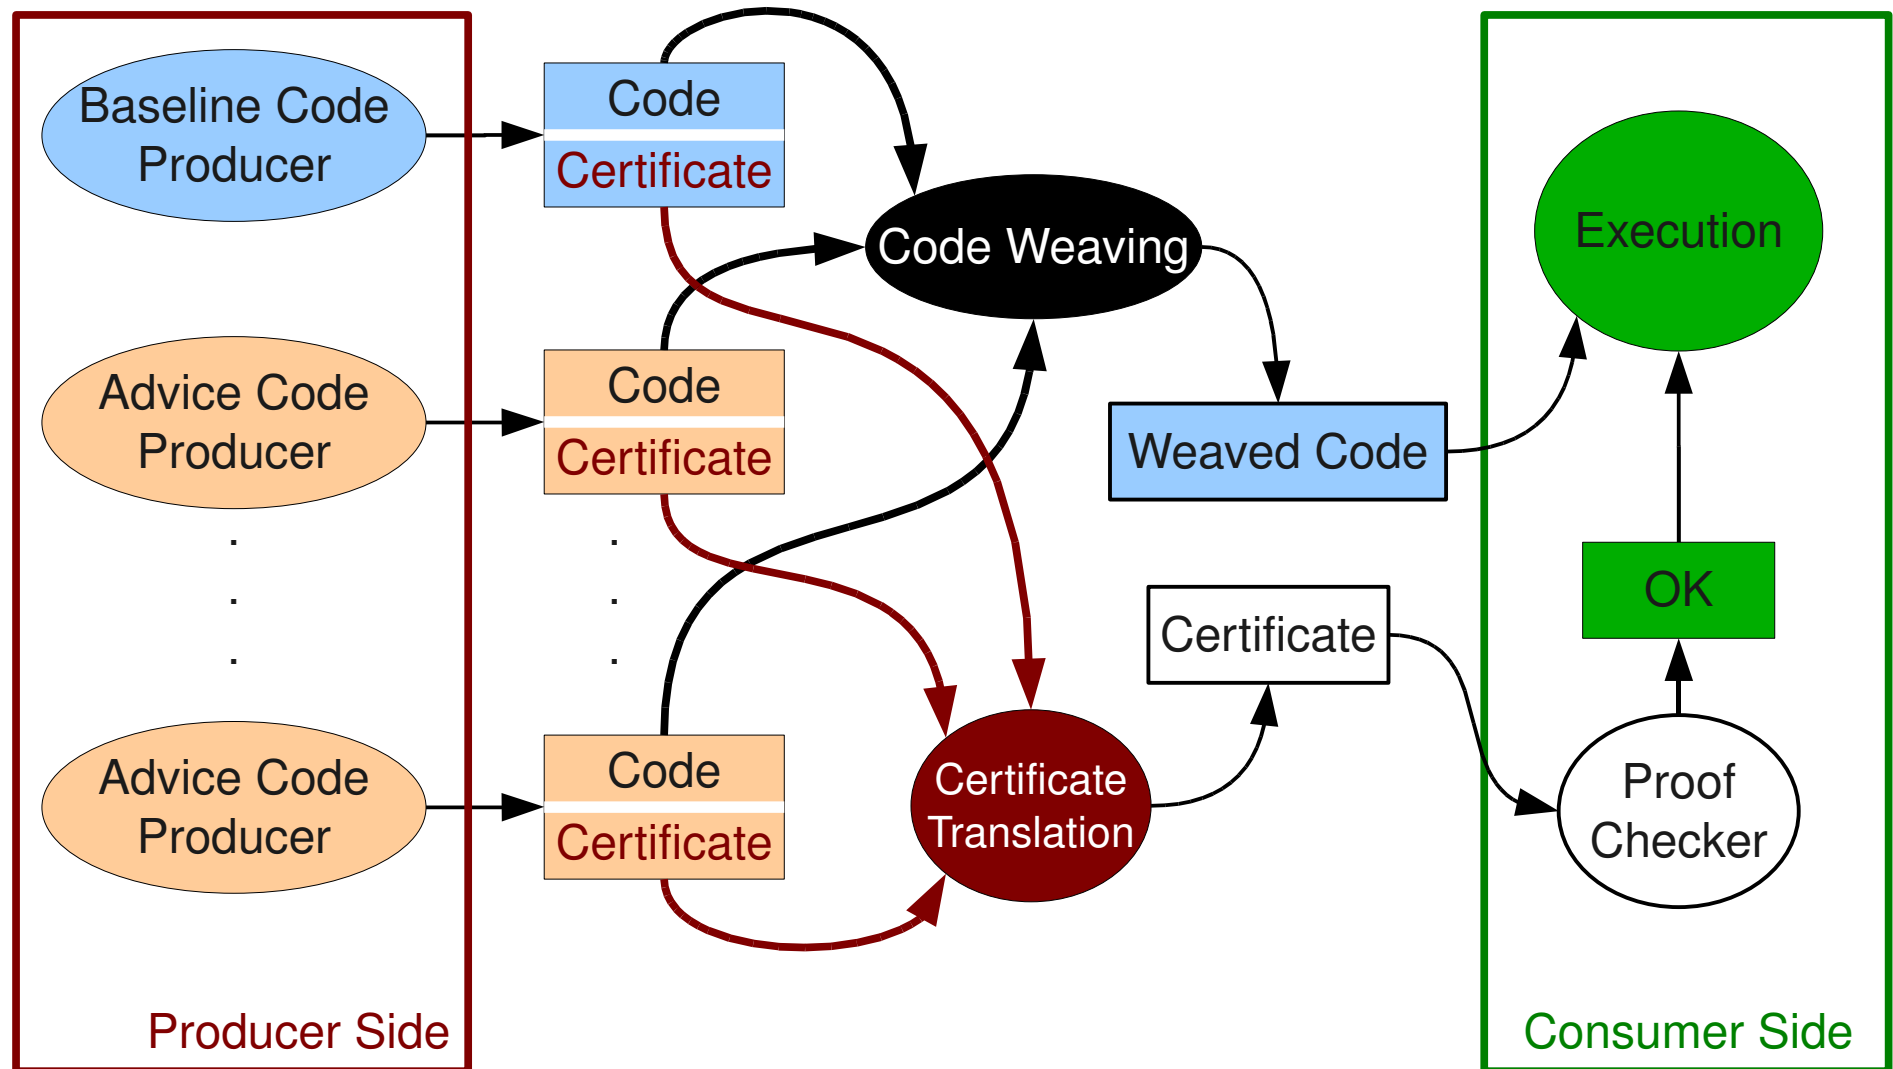 Baseline Code
Producer
Code
Certificate
Advice Code
Producer
Code
Certificate
.
.
.
.
.
.
Advice Code
Producer
Code
Certificate
Code Weaving
Certificate
Translation
Weaved Code
Certificate
Execution
OK
Proof
Checker
Producer Side
Consumer Side